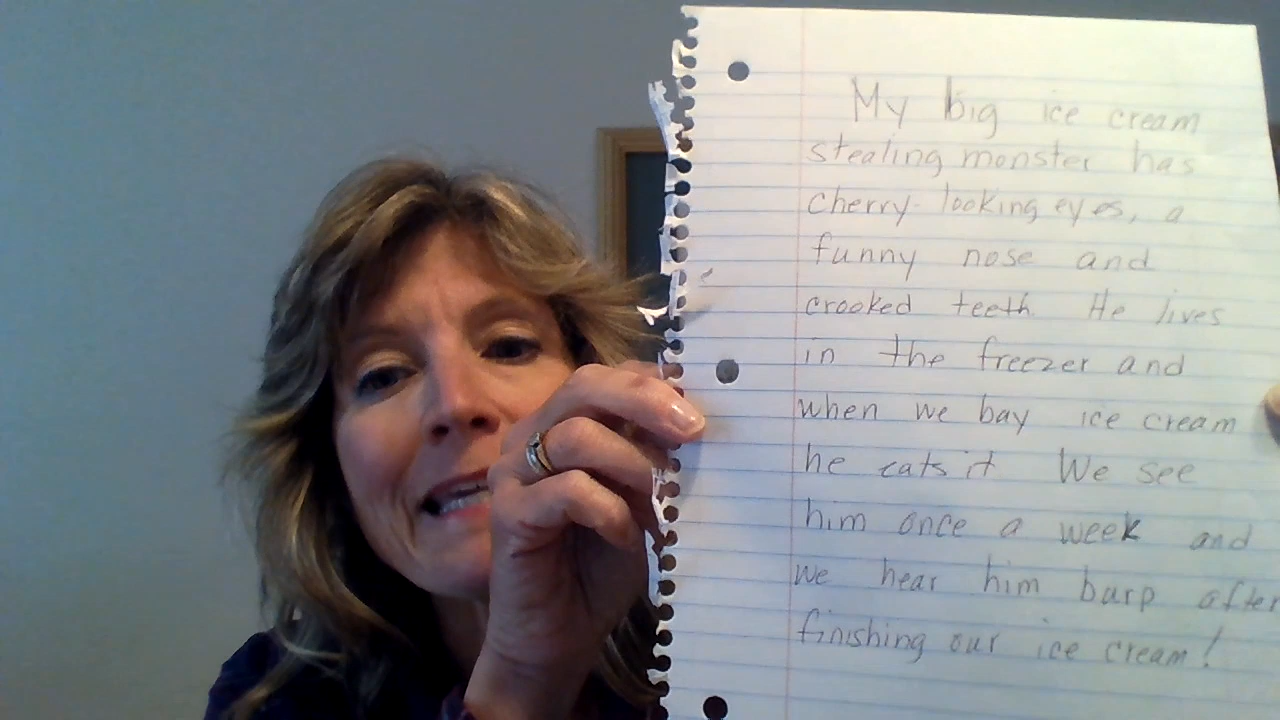 My big ice cream
stealing monster has
cherry-looking eyes, a
funny nose and
crooked teeth. He lives
in the freezer and
when we buy ice cream
he eats it. We see
him once a week and
we hear him burp after
finishing our ice cream!